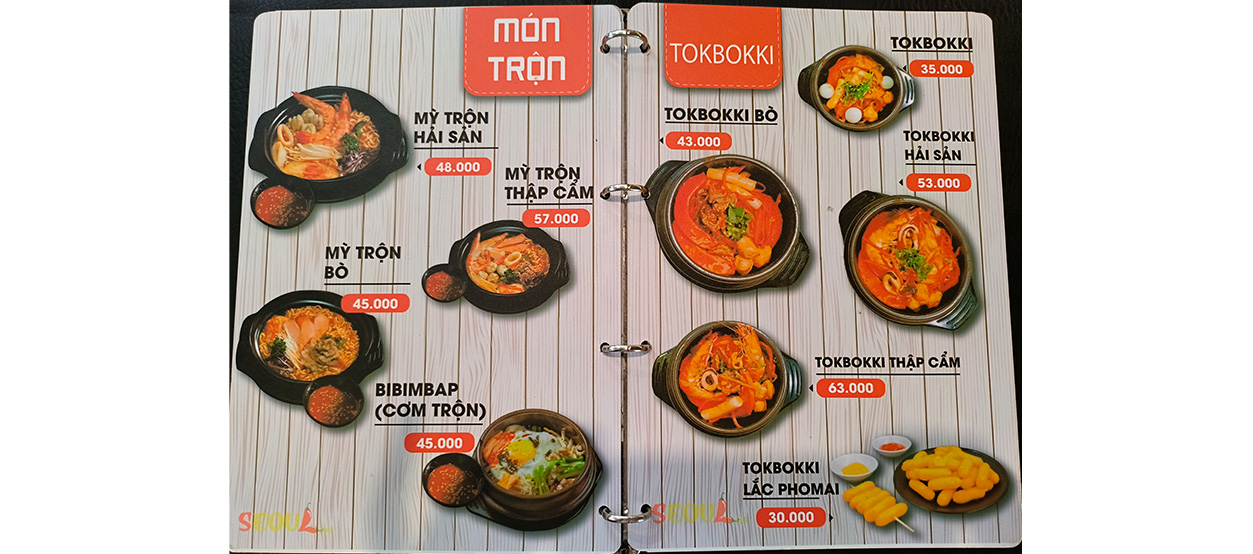 MÓN
TRỘN
MỲ TRỘN
HẢI SẢN
48.000
MỲ TRỘN
THẬP CẨM
57.000
MỲ TRỘN
BÒ
45.000
BIBIMBAP
(CƠM TRỘN)
45.000
SEOUL
TOKBOKKI
TOKBOKKI
35.000
TOKBOKKI BÒ
43.000
TOKBOKKI
HẢI SẢN
53.000
TOKBOKKI THẬP CẨM
63.000
TOKBOKKI
LẮC PHOMAI
30.000
SEOUL